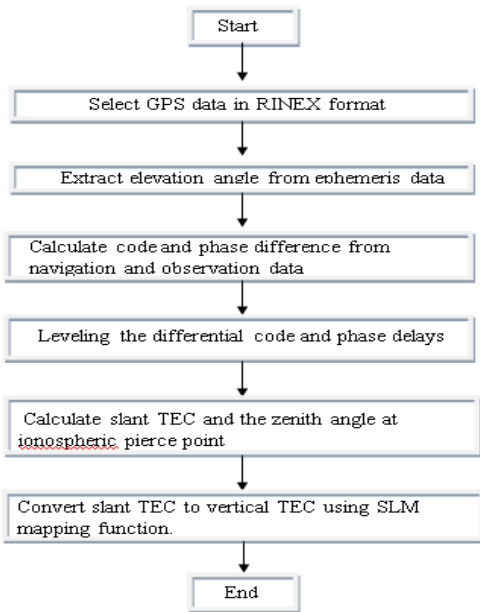 Start
Select GPS data in RINEX format
Extract elevation angle from ephemeris data
Calculate code and phase difference from
navigation and observation data
Leveling the differential code and phase delays
Calculate slant TEC and the zenith angle at
ionospheric pierce point
Convert slant TEC to vertical TEC using SLM
mapping function.
End